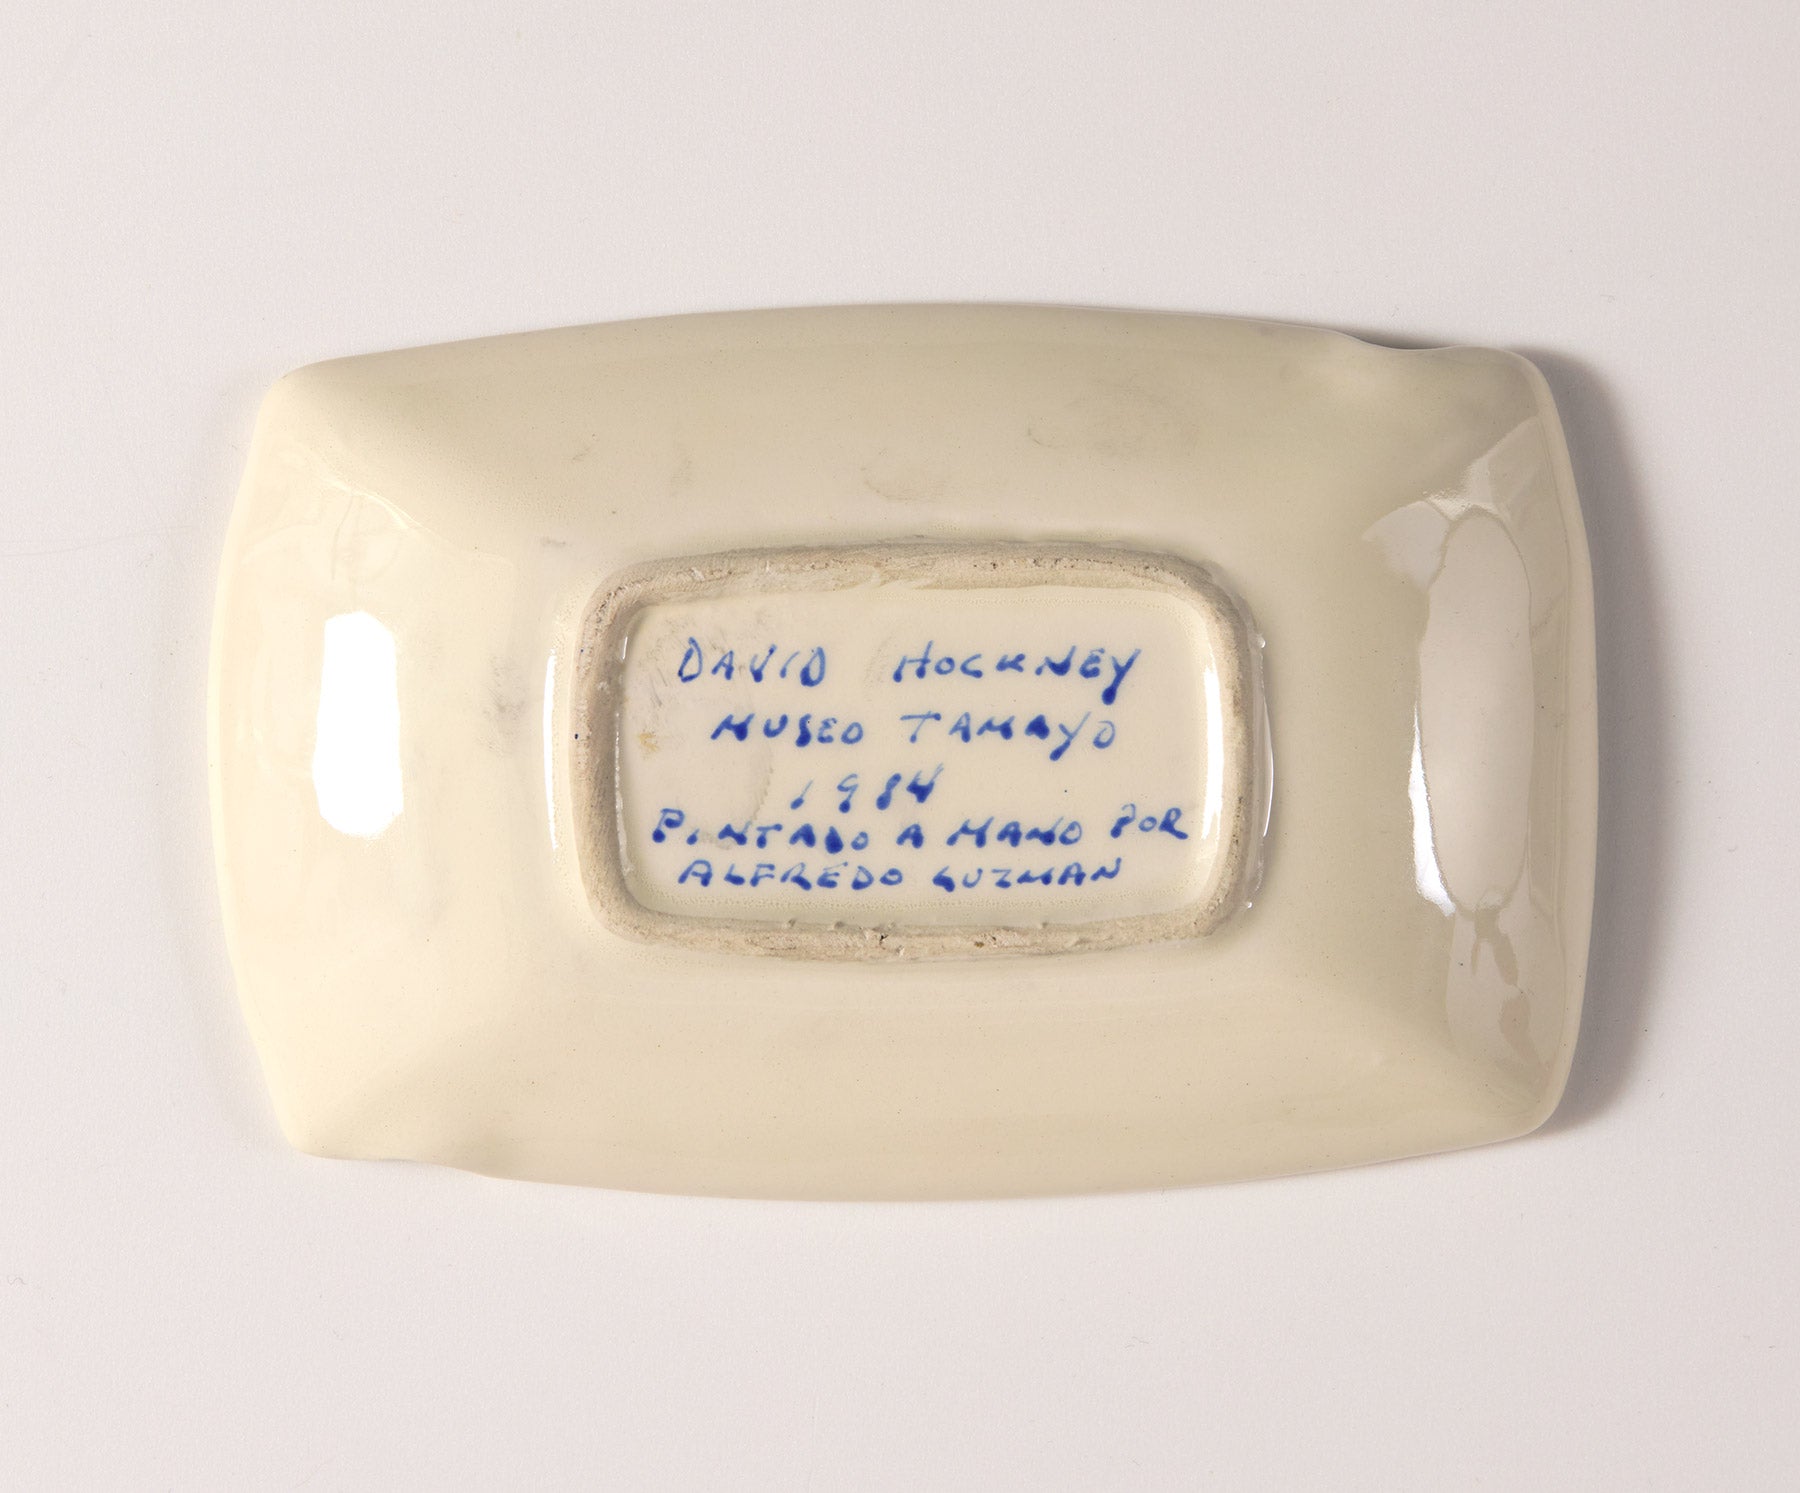 DAVID HOCKNEY
MUSEO TAMAYO
1984
PINTADO A MANO POR
ALFREDO GUZMAN